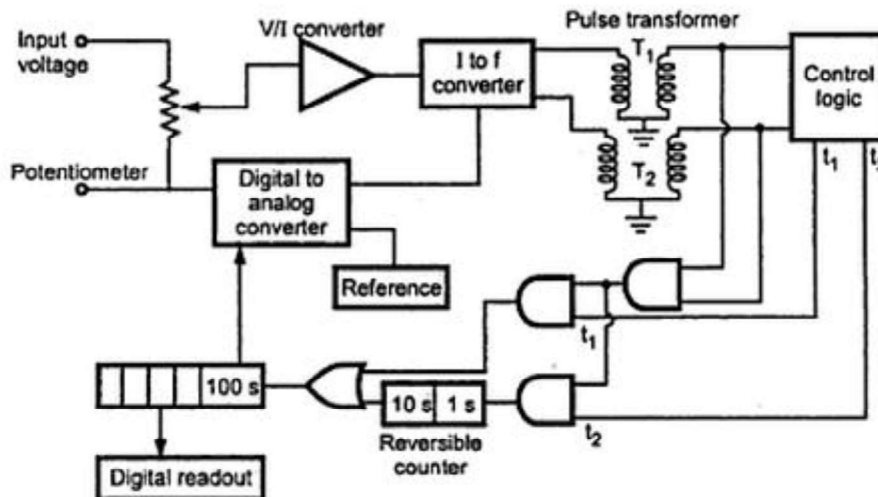 V/I converter
Pulse transformer
Input
voltage
I to f
converter
T1
Control
logic
Potentiometer
Digital to
analog
converter
T2
t1
Reference
t1
100 s
10 s
1 s
t2
Reversible
counter
Digital readout